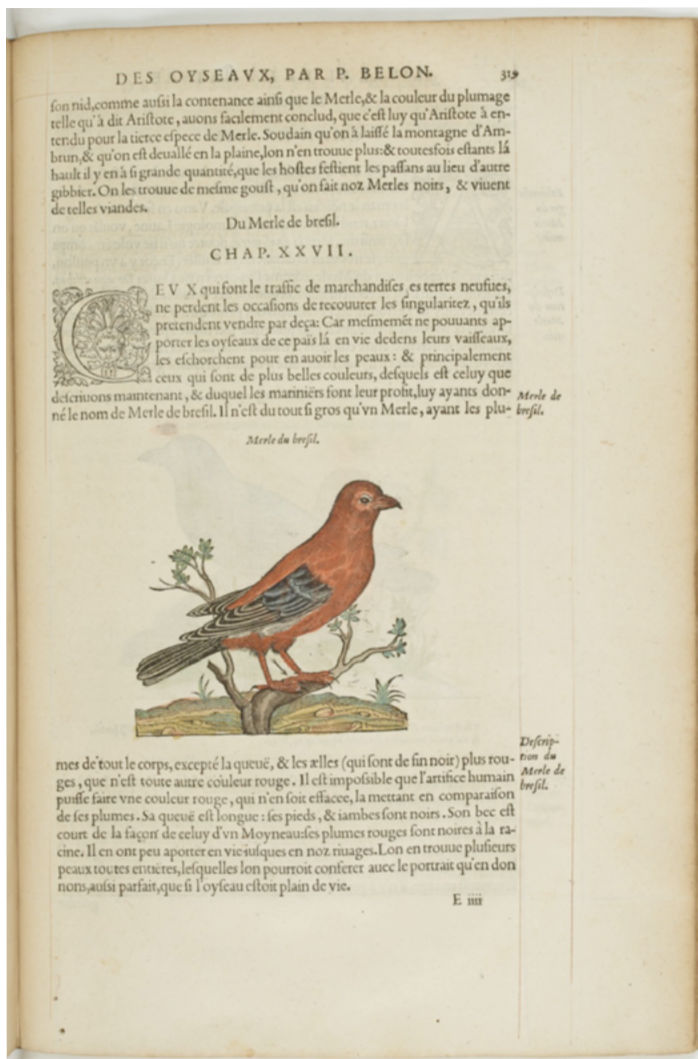 DES OYSEAVX, PAR P. BELON. 319
son nid, comme aussi la contenance ainsi que le Merle, & la couleur du plumage
telle qu'à dit Aristote, auons facilement conclud, que c'est luy qu'Aristote à en-
tendu pour la tierce espece de Merle. Soudain qu'on à laissé la montagne d'Am-
brun, & qu'on est deuallé en la plaine, lon n'en trouue plus: & toutesfois estants là
hault il y en à si grande quantité, que les hostes festient les passans au lieu d'autre
gibbier. On les trouue de mesme goust, qu'on fait noz Merles noirs, & viuent
de telles viandes.
Du Merle de bresil.
CHAP. XXVII.
CEVX qui font le traffic de marchandises es terres neufues,
ne perdent les occasions de recouurer les singularitez, qu'ils
pretendent vendre par deça: Car mesmemēt ne pouuants ap-
porter les oyseaux de ce païs là en vie dedens leurs vaisseaux,
les eschorchent pour en auoir les peaux: & principalement
ceux qui sont de plus belles couleurs, desquels est celuy que
descriuons maintenant, & duquel les mariniers font leur profit, luy ayants don-
né le nom de Merle de bresil. Il n'est du tout si gros qu'vn Merle, ayant les plu-
Merle de
bresil.
Merle du bresil.
mes de tout le corps, excepté la queuë, & les ælles (qui sont de fin noir) plus rou-
ges, que n'est toute autre couleur rouge. Il est impossible que l'artifice humain
puisse faire vne couleur rouge, qui n'en soit effacee, la mettant en comparaison
de ses plumes. Sa queuë est longue: ses pieds, & iambes sont noirs. Son bec est
court de la façon de celuy d'vn Moyneau: ses plumes rouges sont noires à la ra-
cine. Il en ont peu aporter en vie iusques en noz riuages. Lon en trouue plusieurs
peaux toutes entieres, lesquelles lon pourroit conferer auec le portrait qu'en don
nons, aussi parfait, que si l'oyseau estoit plain de vie.
Descrip-
tion du
Merle de
bresil.
E iiii